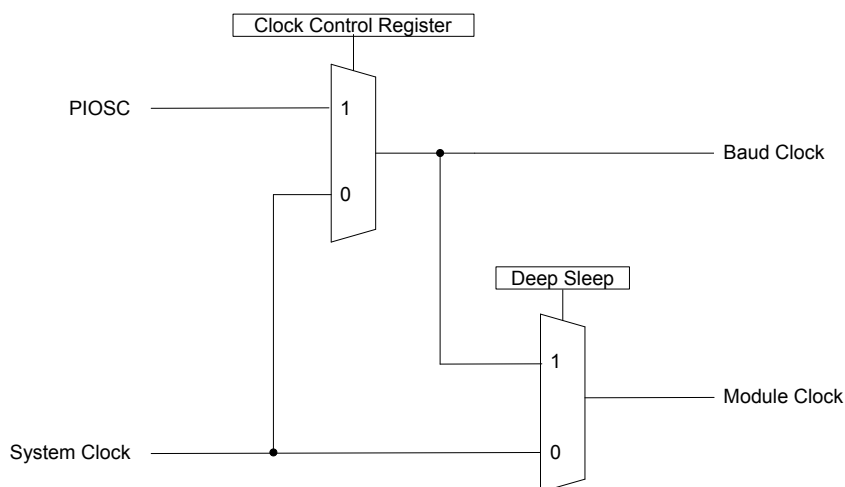 Clock Control Register
PIOSC
1
Baud Clock
0
Deep Sleep
1
Module Clock
System Clock
0